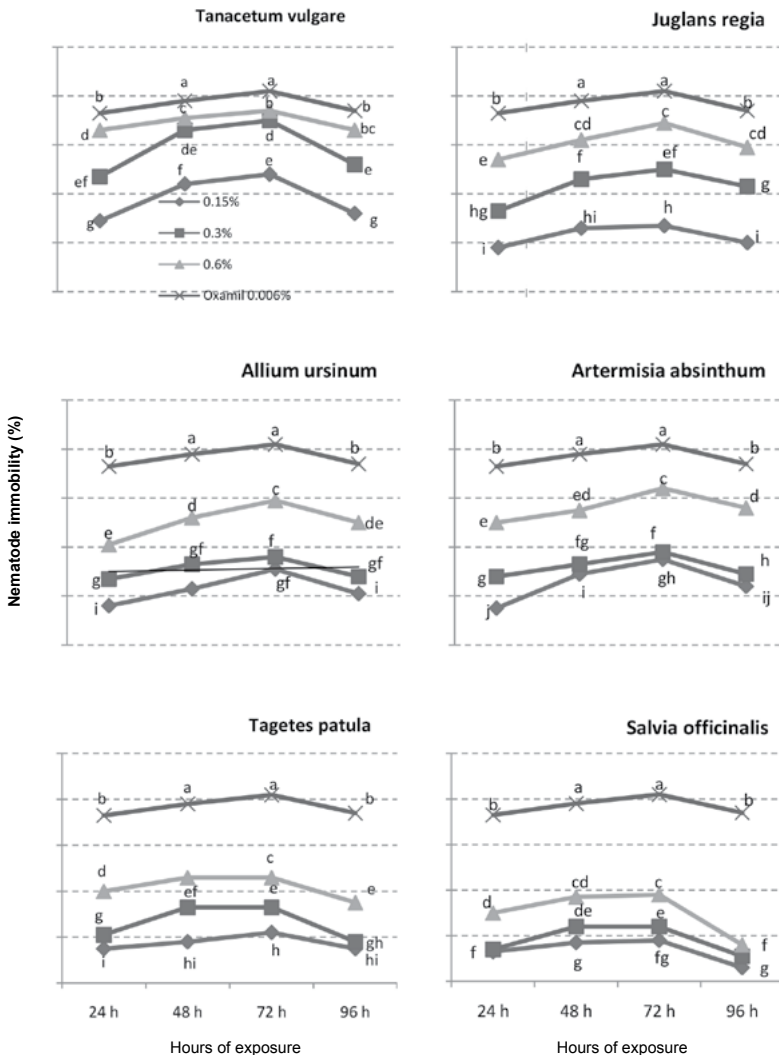 Tanacetum vulgare
b
a
a
b
d
c
b
bc
ef
de
d
e
g
f
e
g
0.15%
0.3%
0.6%
Oxamil 0.006%
Juglans regia
b
a
a
b
e
cd
c
cd
hg
f
ef
g
i
hi
h
i
Nematode immobility (%)
Allium ursinum
b
a
a
b
e
d
c
de
g
gf
f
gf
i
gf
i
Artermisia absinthum
b
a
a
b
e
ed
c
d
g
fg
f
h
j
i
gh
ij
Tagetes patula
b
a
a
b
d
c
e
g
ef
e
gh
i
hi
h
hi
24 h
48 h
72 h
96 h
Hours of exposure
Salvia officinalis
b
a
a
b
d
cd
c
f
f
de
e
g
fg
g
24 h
48 h
72 h
96 h
Hours of exposure